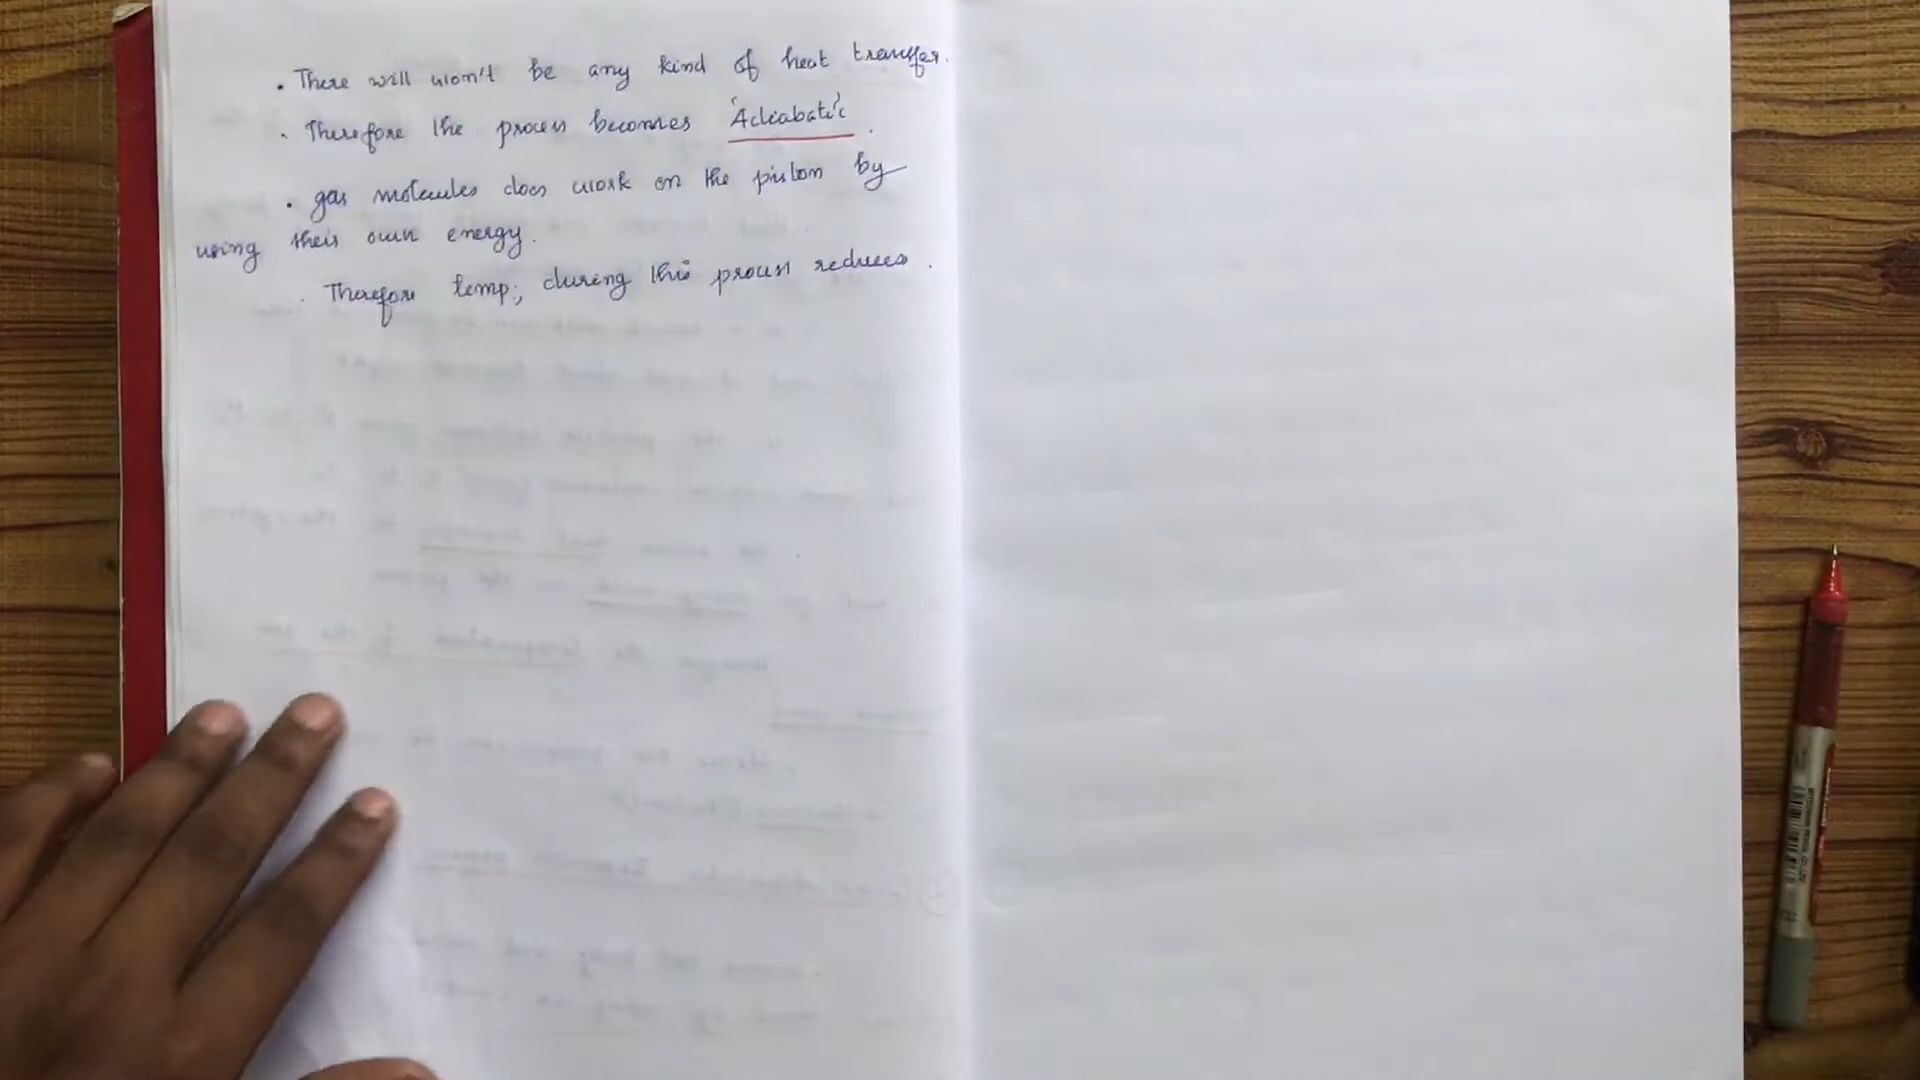 . There will won't be any kind of heat transfer.
. Therefore the process becomes 'Adiabatic'.
. gas molecules does work on the piston by
using their own energy.
. Therefore temp; during this process reduces.